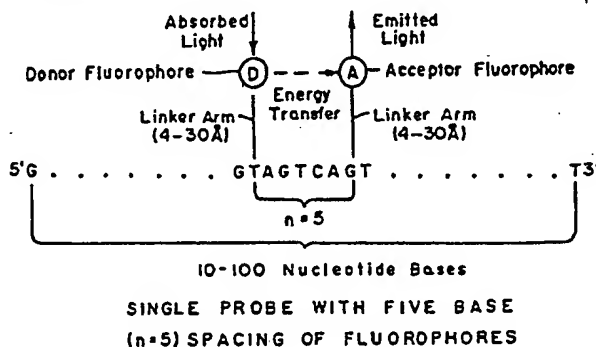 Absorbed Light
Emitted Light
Donor Fluorophore D A Acceptor Fluorophore
Energy Transfer
Linker Arm (4-30Å)
Linker Arm (4-30Å)
5'G . . . . . . . . GTAGTCAGT . . . . . . . T3'
n=5
10-100 Nucleotide Bases
SINGLE PROBE WITH FIVE BASE
(n=5) SPACING OF FLUOROPHORES